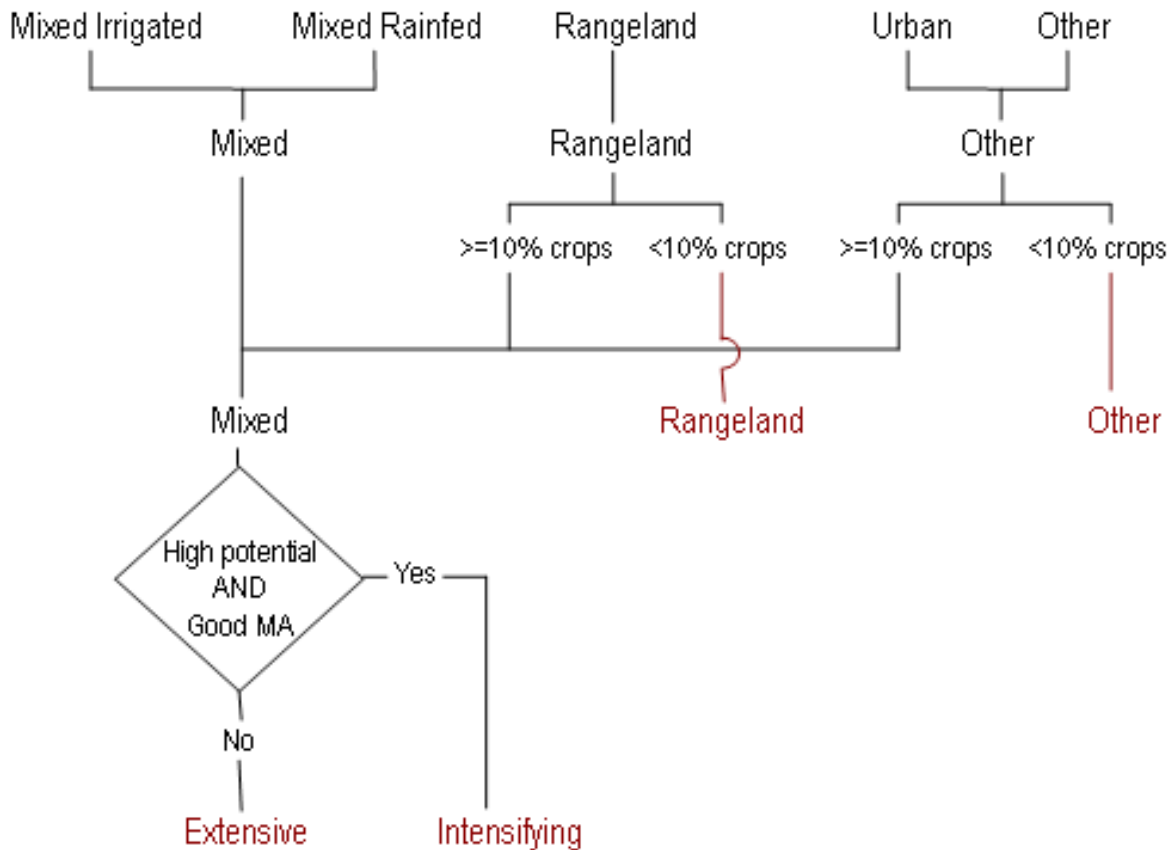 Mixed Irrigated
Mixed Rainfed
Rangeland
Urban
Other
Mixed
Rangeland
Other
>=10% crops
<10% crops
>=10% crops
<10% crops
Mixed
Rangeland
Other
High potential
AND
Good MA
Yes
No
Extensive
Intensifying